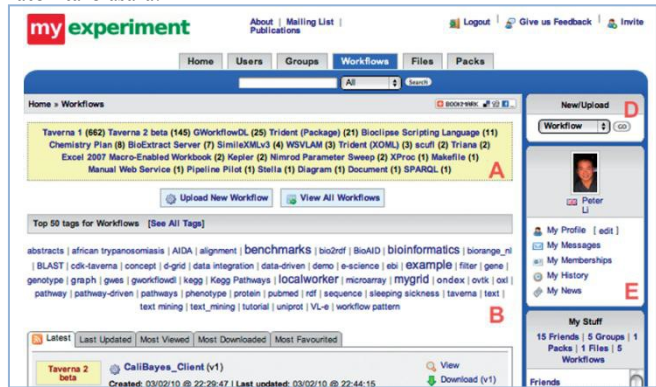 my experiment
About | Mailing List |
Publications
Logout | Give us Feedback | Invite
Home Users Groups Workflows Files Packs
All Search
Home » Workflows
BOOKMARK
New/Upload
D
Workflow GO
Taverna 1 (662) Taverna 2 beta (145) GWorkflowDL (25) Trident (Package) (21) Bioclipse Scripting Language (11)
Chemistry Plan (8) BioExtract Server (7) SimileXMLv3 (4) WSVLAM (3) Trident (XOML) (3) scufl (2) Triana (2)
Excel 2007 Macro-Enabled Workbook (2) Kepler (2) Nimrod Parameter Sweep (2) XProc (1) Makefile (1)
Manual Web Service (1) Pipeline Pilot (1) Stella (1) Diagram (1) Document (1) SPARQL (1)
A
Upload New Workflow View All Workflows
Peter
Li
Top 50 tags for Workflows [See All Tags]
abstracts | african trypanosomiasis | AIDA | alignment | benchmarks | bio2rdf | BioAID | bioinformatics | biorange_nl
| BLAST | cdk-taverna | concept | d-grid | data integration | data-driven | demo | e-science | ebi | example | filter | gene |
genotype | graph | gwes | gworkflowdl | kegg | Kegg Pathways | localworker | microarray | mygrid | ondex | ovtk | oxl |
pathway | pathway-driven | pathways | phenotype | protein | pubmed | rdf | sequence | sleeping sickness | taverna | text |
text mining | text_mining | tutorial | uniprot | VL-e | workflow pattern
B
My Profile [ edit ]
My Messages
My Memberships
My History
My News
E
Latest Last Updated Most Viewed Most Downloaded Most Favourited
My Stuff
15 Friends | 5 Groups | 1
Packs | 1 Files | 5
Workflows
Friends
Taverna 2
beta
CaliBayes_Client (v1)
Created: 03/02/10 @ 22:29:47 | Last updated: 03/02/10 @ 22:44:15
View
Download (v1)